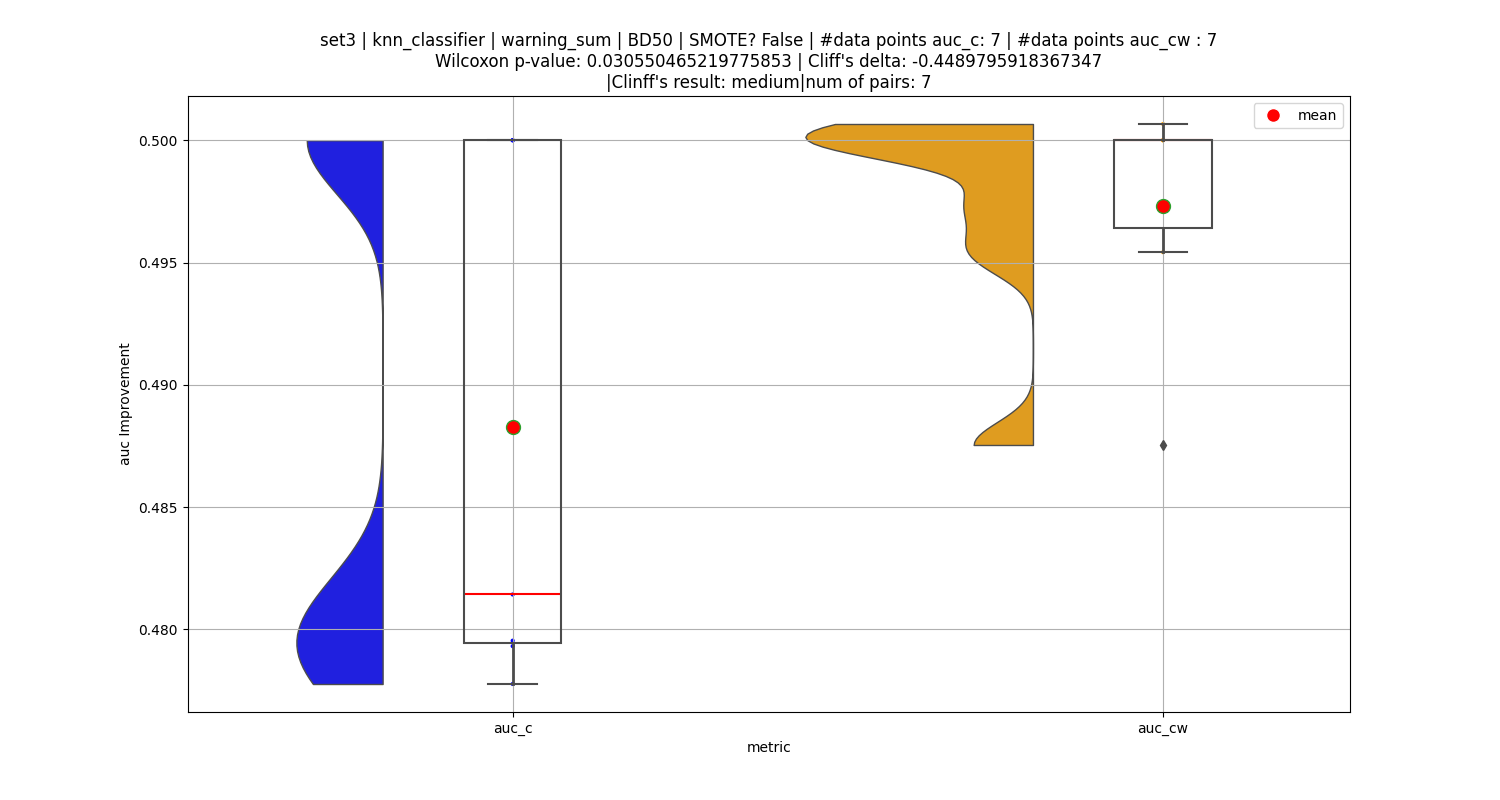 set3 | knn_classifier | warning_sum | BD50 | SMOTE? False | #data points auc_c: 7 | #data points auc_cw : 7
Wilcoxon p-value: 0.030550465219775853 | Cliff's delta: -0.4489795918367347
|Clinff's result: medium|num of pairs: 7
mean
0.500
0.495
0.490
0.485
0.480
auc Improvement
auc_c
auc_cw
metric